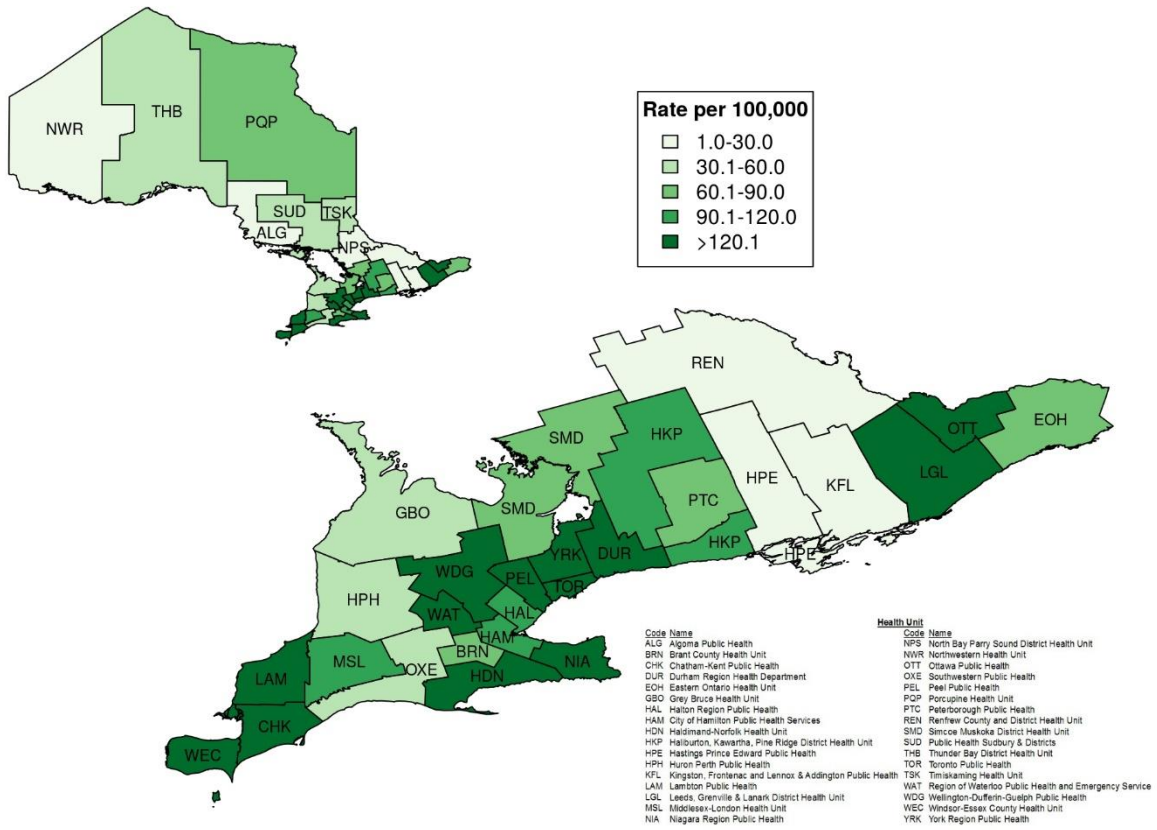 NWR
THB
PQP
SUD
TSK
ALG
NPS
Rate per 100,000
1.0-30.0
30.1-60.0
60.1-90.0
90.1-120.0
>120.1
REN
SMD
HKP
OTT
EOH
LGL
HPE
KFL
PTC
SMD
GBO
HKP
YRK
DUR
HPE
WDG
PEL
TOR
HPH
WAT
HAL
HAM
MSL
OXE
BRN
NIA
LAM
HDN
CHK
WEC
Health Unit
Code Name
ALG Algoma Public Health
BRN Brant County Health Unit
CHK Chatham-Kent Public Health
DUR Durham Region Health Department
EOH Eastern Ontario Health Unit
GBO Grey Bruce Health Unit
HAL Halton Region Public Health
HAM City of Hamilton Public Health Services
HDN Haldimand-Norfolk Health Unit
HKP Haliburton, Kawartha, Pine Ridge District Health Unit
HPE Hastings Prince Edward Public Health
HPH Huron Perth Public Health
KFL Kingston, Frontenac and Lennox & Addington Public Health
LAM Lambton Public Health
LGL Leeds, Grenville & Lanark District Health Unit
MSL Middlesex-London Health Unit
NIA Niagara Region Public Health
Code Name
NPS North Bay Parry Sound District Health Unit
NWR Northwestern Health Unit
OTT Ottawa Public Health
OXE Southwestern Public Health
PEL Peel Public Health
PQP Porcupine Health Unit
PTC Peterborough Public Health
REN Renfrew County and District Health Unit
SMD Simcoe Muskoka District Health Unit
SUD Public Health Sudbury & Districts
THB Thunder Bay District Health Unit
TOR Toronto Public Health
TSK Timiskaming Health Unit
WAT Region of Waterloo Public Health and Emergency Service
WDG Wellington-Dufferin-Guelph Public Health
WEC Windsor-Essex County Health Unit
YRK York Region Public Health